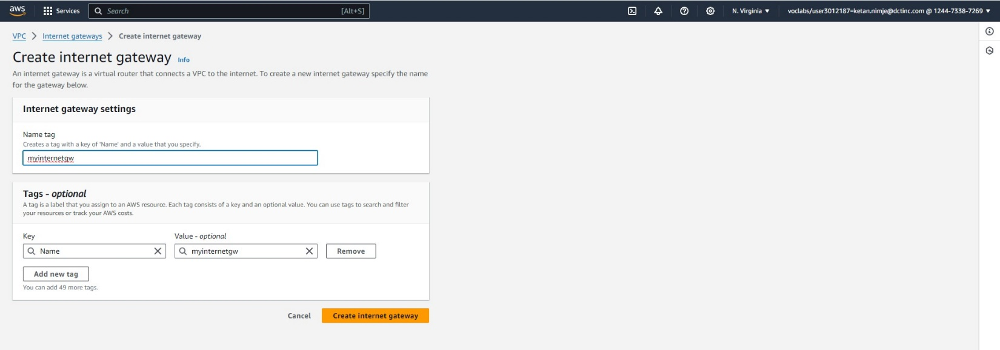 aws
Services
Search
[Alt+S]
N. Virginia
voclabs/user3012187=ketan.nimje@dctinc.com @ 1244-7338-7269
VPC
Internet gateways
Create internet gateway
Create internet gateway
Info
An internet gateway is a virtual router that connects a VPC to the internet. To create a new internet gateway specify the name
for the gateway below.
Internet gateway settings
Name tag
Creates a tag with a key of 'Name' and a value that you specify.
myinternetgw
Tags - optional
A tag is a label that you assign to an AWS resource. Each tag consists of a key and an optional value. You can use tags to search and filter
your resources or track your AWS costs.
Key
Value - optional
Name
myinternetgw
Remove
Add new tag
You can add 49 more tags.
Cancel
Create internet gateway